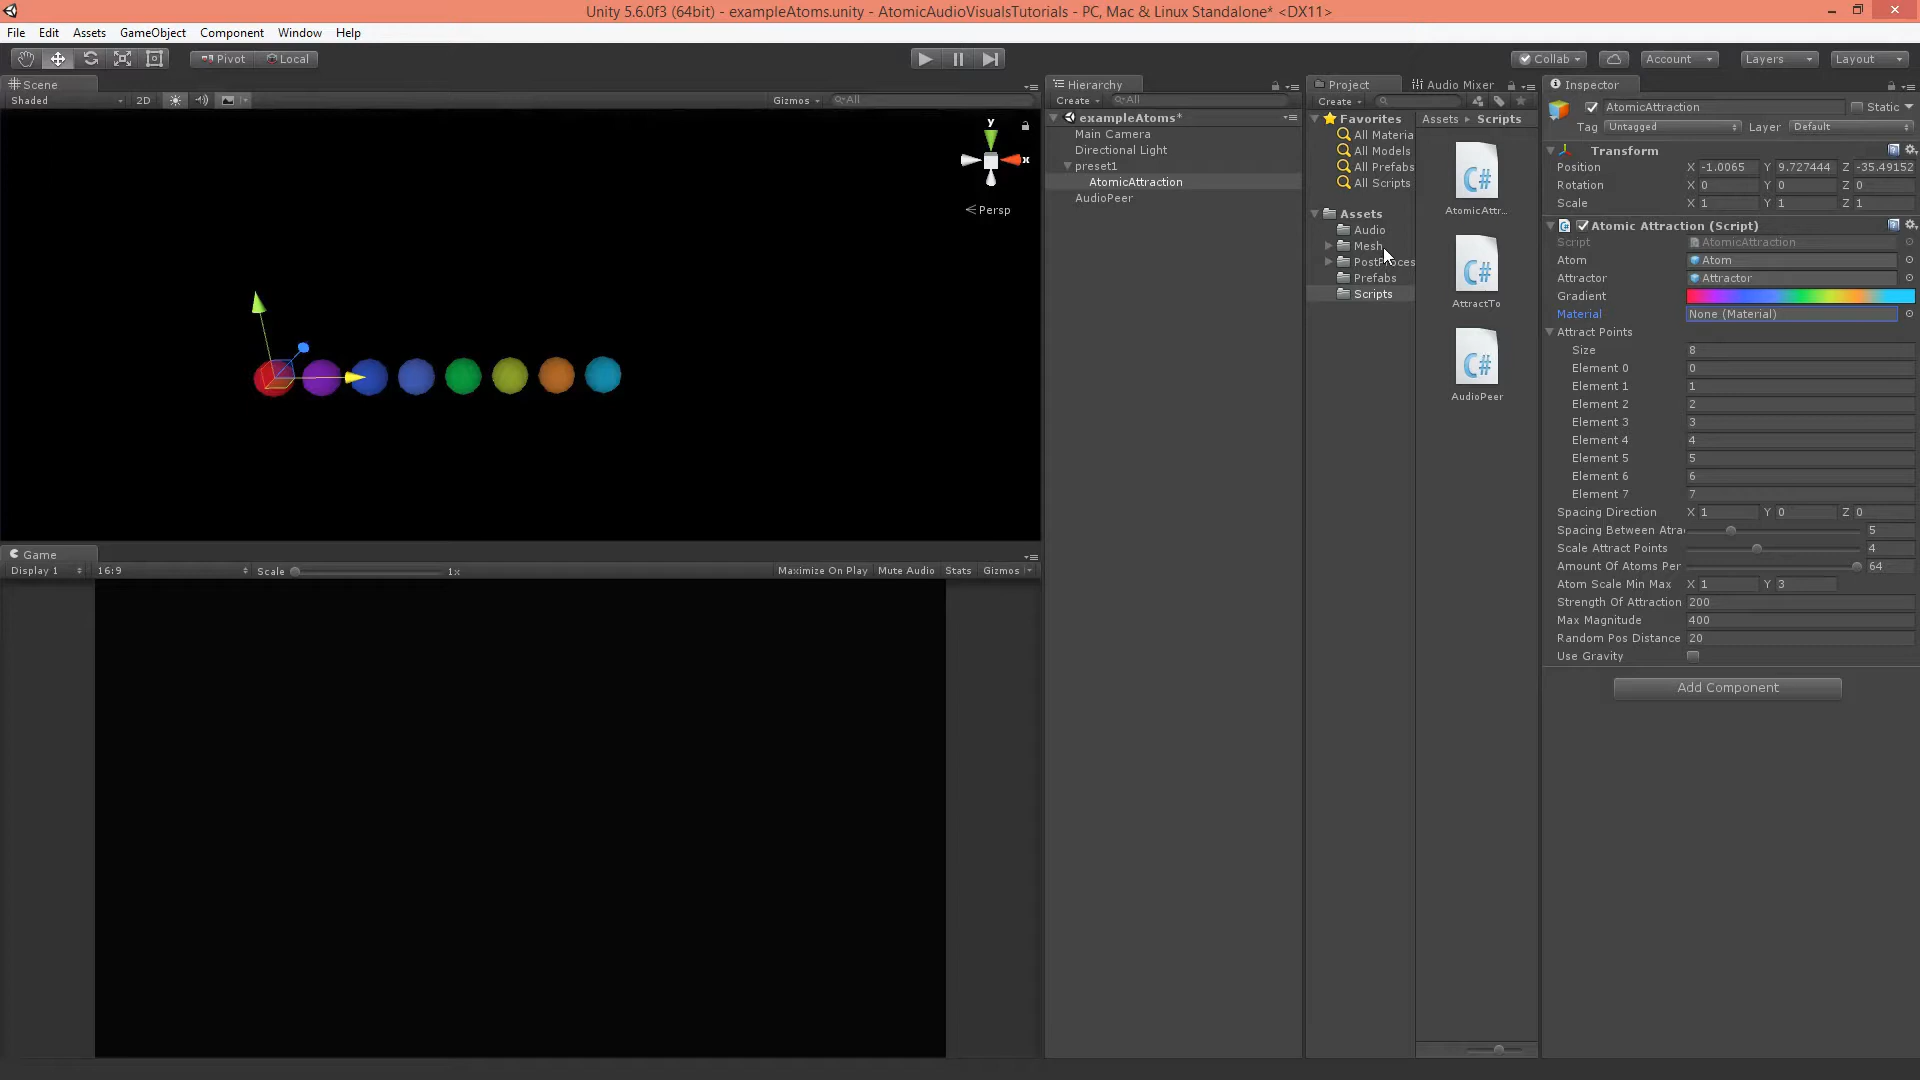 Unity 5.6.0f3 (64bit) - exampleAtoms.unity - AtomicAudioVisualsTutorials - PC, Mac & Linux Standalone* <DX11>
File Edit Assets GameObject Component Window Help
Pivot Local Collab Account Layers Layout
Scene
Shaded 2D Gizmos All
y
x
Persp
Game
Display 1 16:9 Scale 1x Maximize On Play Mute Audio Stats Gizmos
Hierarchy
Create All
exampleAtoms*
Main Camera
Directional Light
preset1
AtomicAttraction
AudioPeer
Project Audio Mixer
Create
Favorites
All Materia
All Models
All Prefabs
All Scripts
Assets
Audio
Mesh
PostProces
Prefabs
Scripts
Assets Scripts
C#
AtomicAttr...
C#
AttractTo
C#
AudioPeer
Inspector
AtomicAttraction Static
Tag Untagged Layer Default
Transform
Position X -1.0065 Y 9.727444 Z -35.49152
Rotation X 0 Y 0 Z 0
Scale X 1 Y 1 Z 1
Atomic Attraction (Script)
Script AtomicAttraction
Atom Atom
Attractor Attractor
Gradient
Material None (Material)
Attract Points
Size 8
Element 0 0
Element 1 1
Element 2 2
Element 3 3
Element 4 4
Element 5 5
Element 6 6
Element 7 7
Spacing Direction X 1 Y 0 Z 0
Spacing Between Atra 5
Scale Attract Points 4
Amount Of Atoms Per 64
Atom Scale Min Max X 1 Y 3
Strength Of Attraction 200
Max Magnitude 400
Random Pos Distance 20
Use Gravity
Add Component